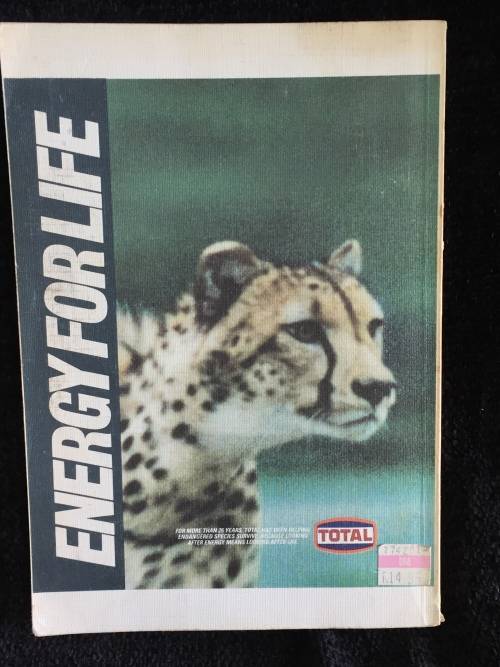 ENERGY FOR LIFE
FOR MORE THAN 25 YEARS, TOTAL HAS BEEN HELPING
ENDANGERED SPECIES SURVIVE. BECAUSE LOOKING
AFTER ENERGY MEANS LOOKING AFTER LIFE.
TOTAL